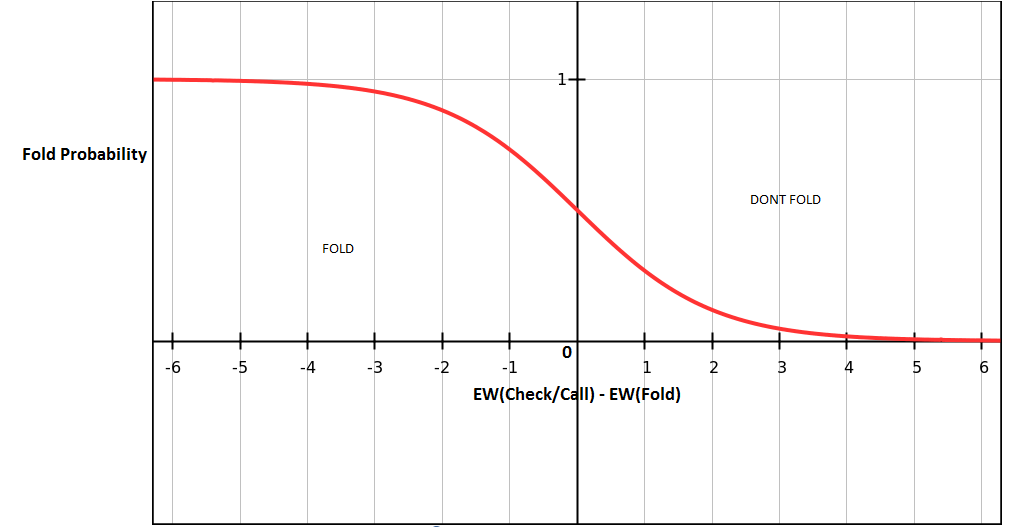 1
Fold Probability
DONT FOLD
FOLD
0
-6 -5 -4 -3 -2 -1 1 2 3 4 5 6
EW(Check/Call) - EW(Fold)